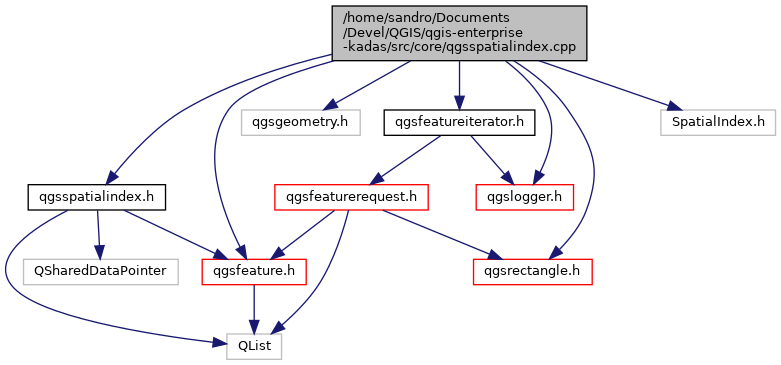 /home/sandro/Documents
/Devel/QGIS/qgis-enterprise
-kadas/src/core/qgsspatialindex.cpp
qgsgeometry.h
qgsfeatureiterator.h
SpatialIndex.h
qgsspatialindex.h
qgsfeaturerequest.h
qgslogger.h
QSharedDataPointer
qgsfeature.h
qgsrectangle.h
QList